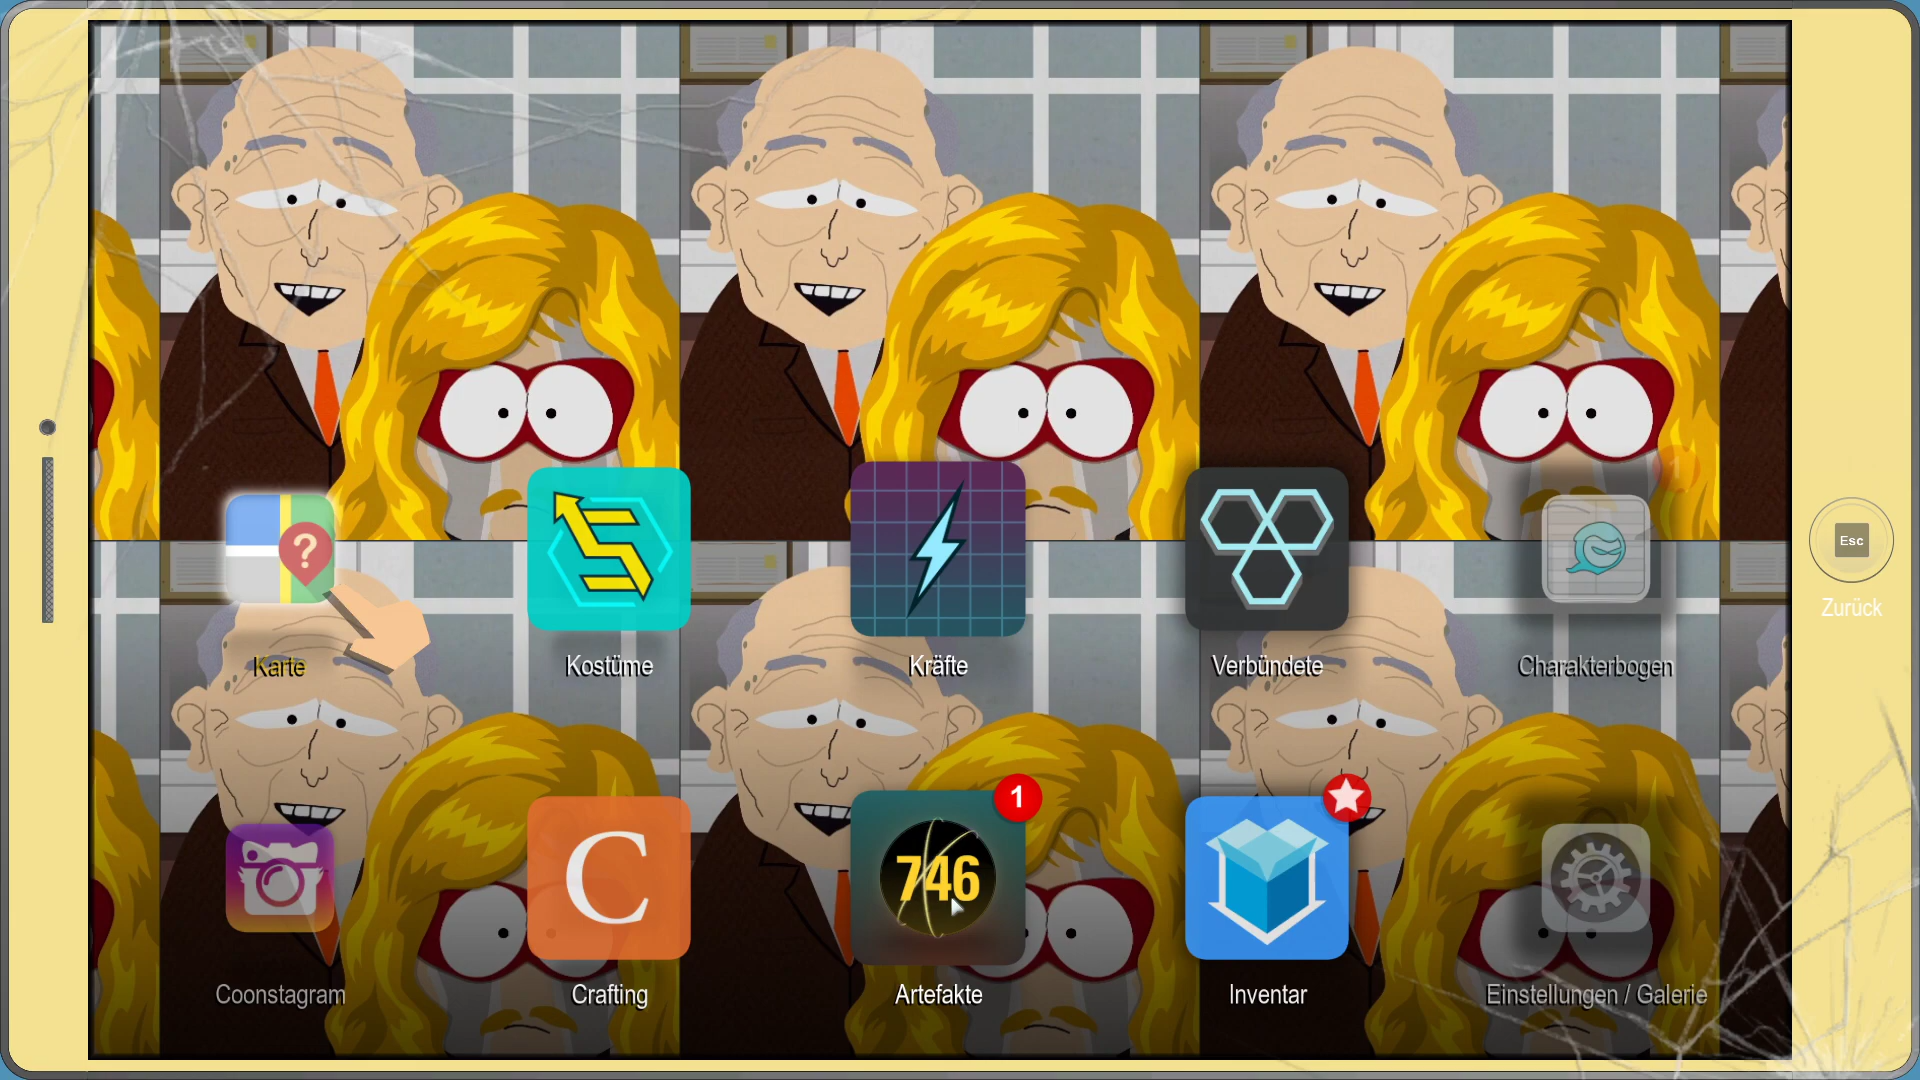 ?
Karte
Kostüme
Kräfte
Verbündete
Charakterbogen
Esc
Zurück
Coonstagram
C
Crafting
746
1
Artefakte
Inventar
Einstellungen / Galerie